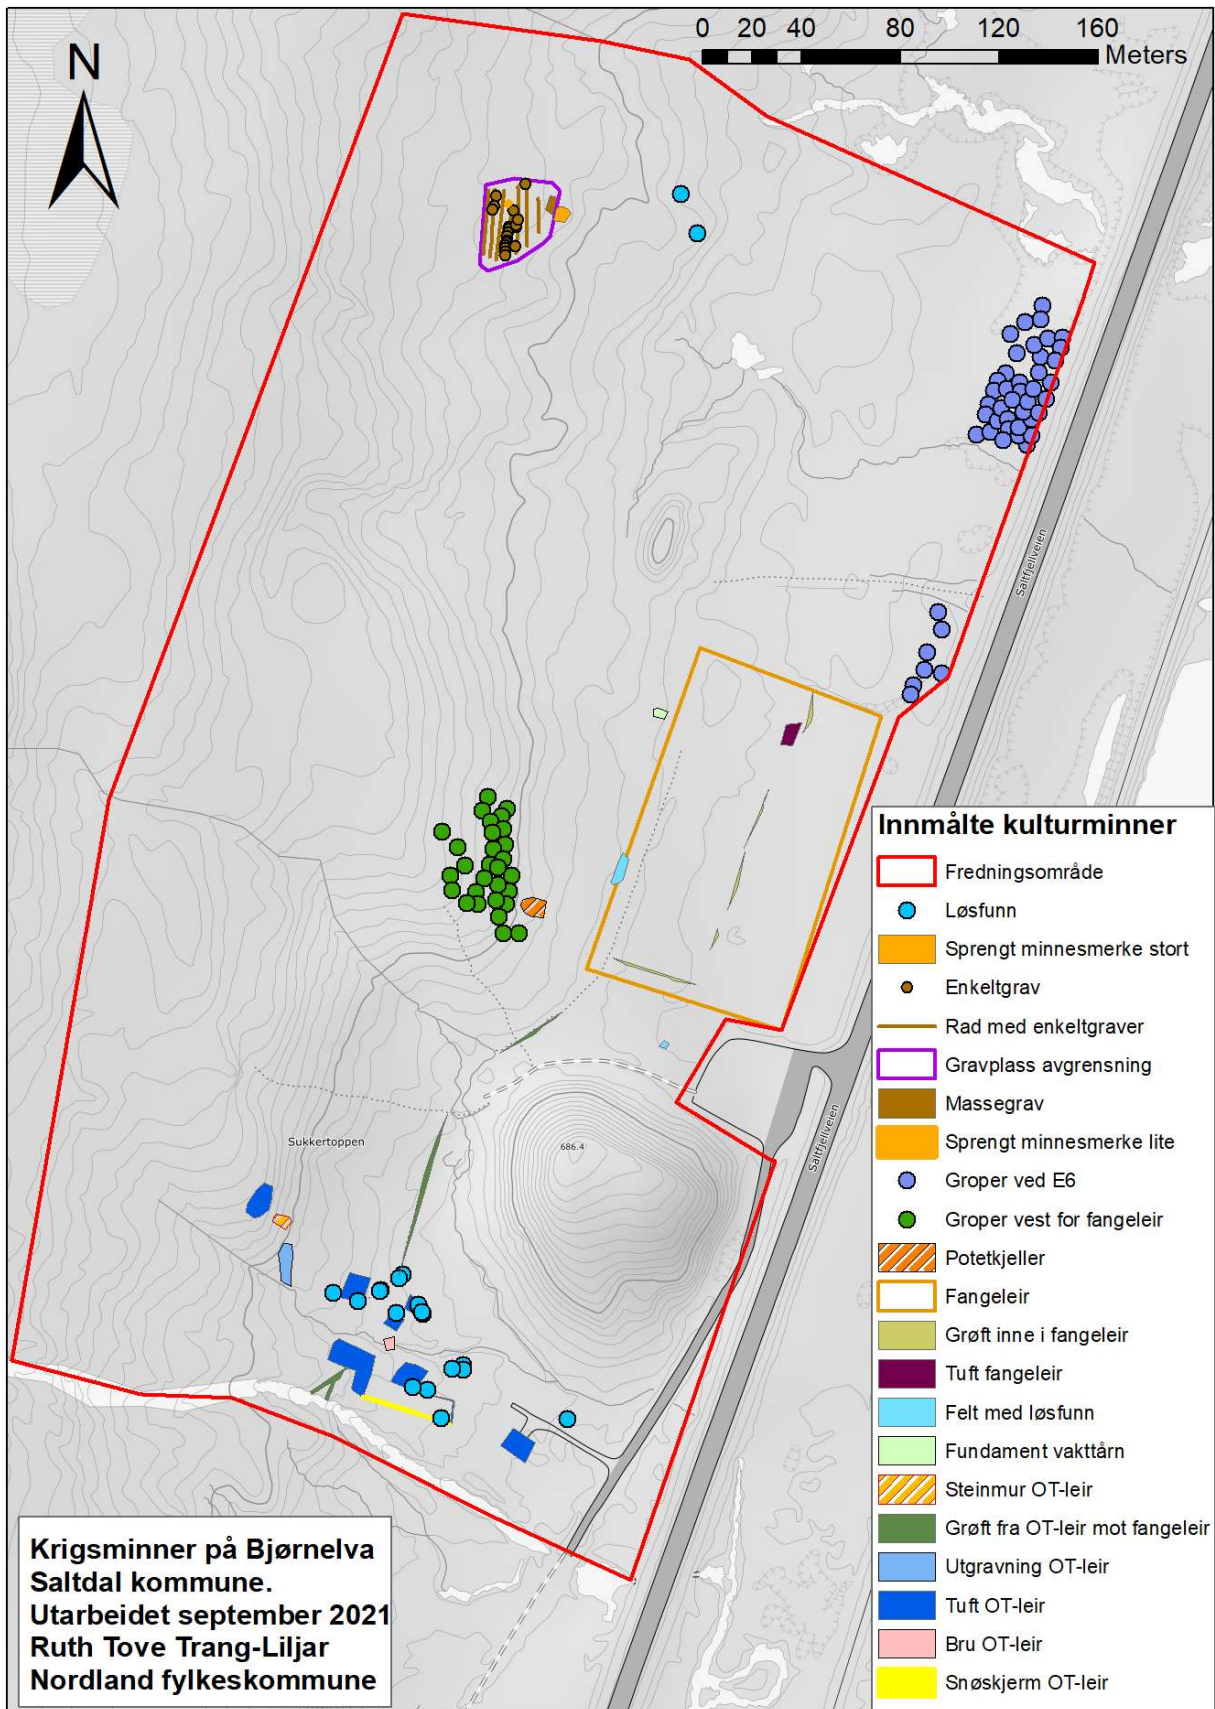 N
0 20 40 80 120 160
Meters
Saltfjellveien
Saltfjellveien
Sukkertoppen
686.4
Innmålte kulturminner
Fredningsområde
Løsfunn
Sprengt minnesmerke stort
Enkeltgrav
Rad med enkeltgraver
Gravplass avgrensning
Massegrav
Sprengt minnesmerke lite
Groper ved E6
Groper vest for fangeleir
Potetkjeller
Fangeleir
Grøft inne i fangeleir
Tuft fangeleir
Felt med løsfunn
Fundament vakttårn
Steinmur OT-leir
Grøft fra OT-leir mot fangeleir
Utgravning OT-leir
Tuft OT-leir
Bru OT-leir
Snøskjerm OT-leir
Krigsminner på Bjørnelva
Saltdal kommune.
Utarbeidet september 2021
Ruth Tove Trang-Liljar
Nordland fylkeskommune